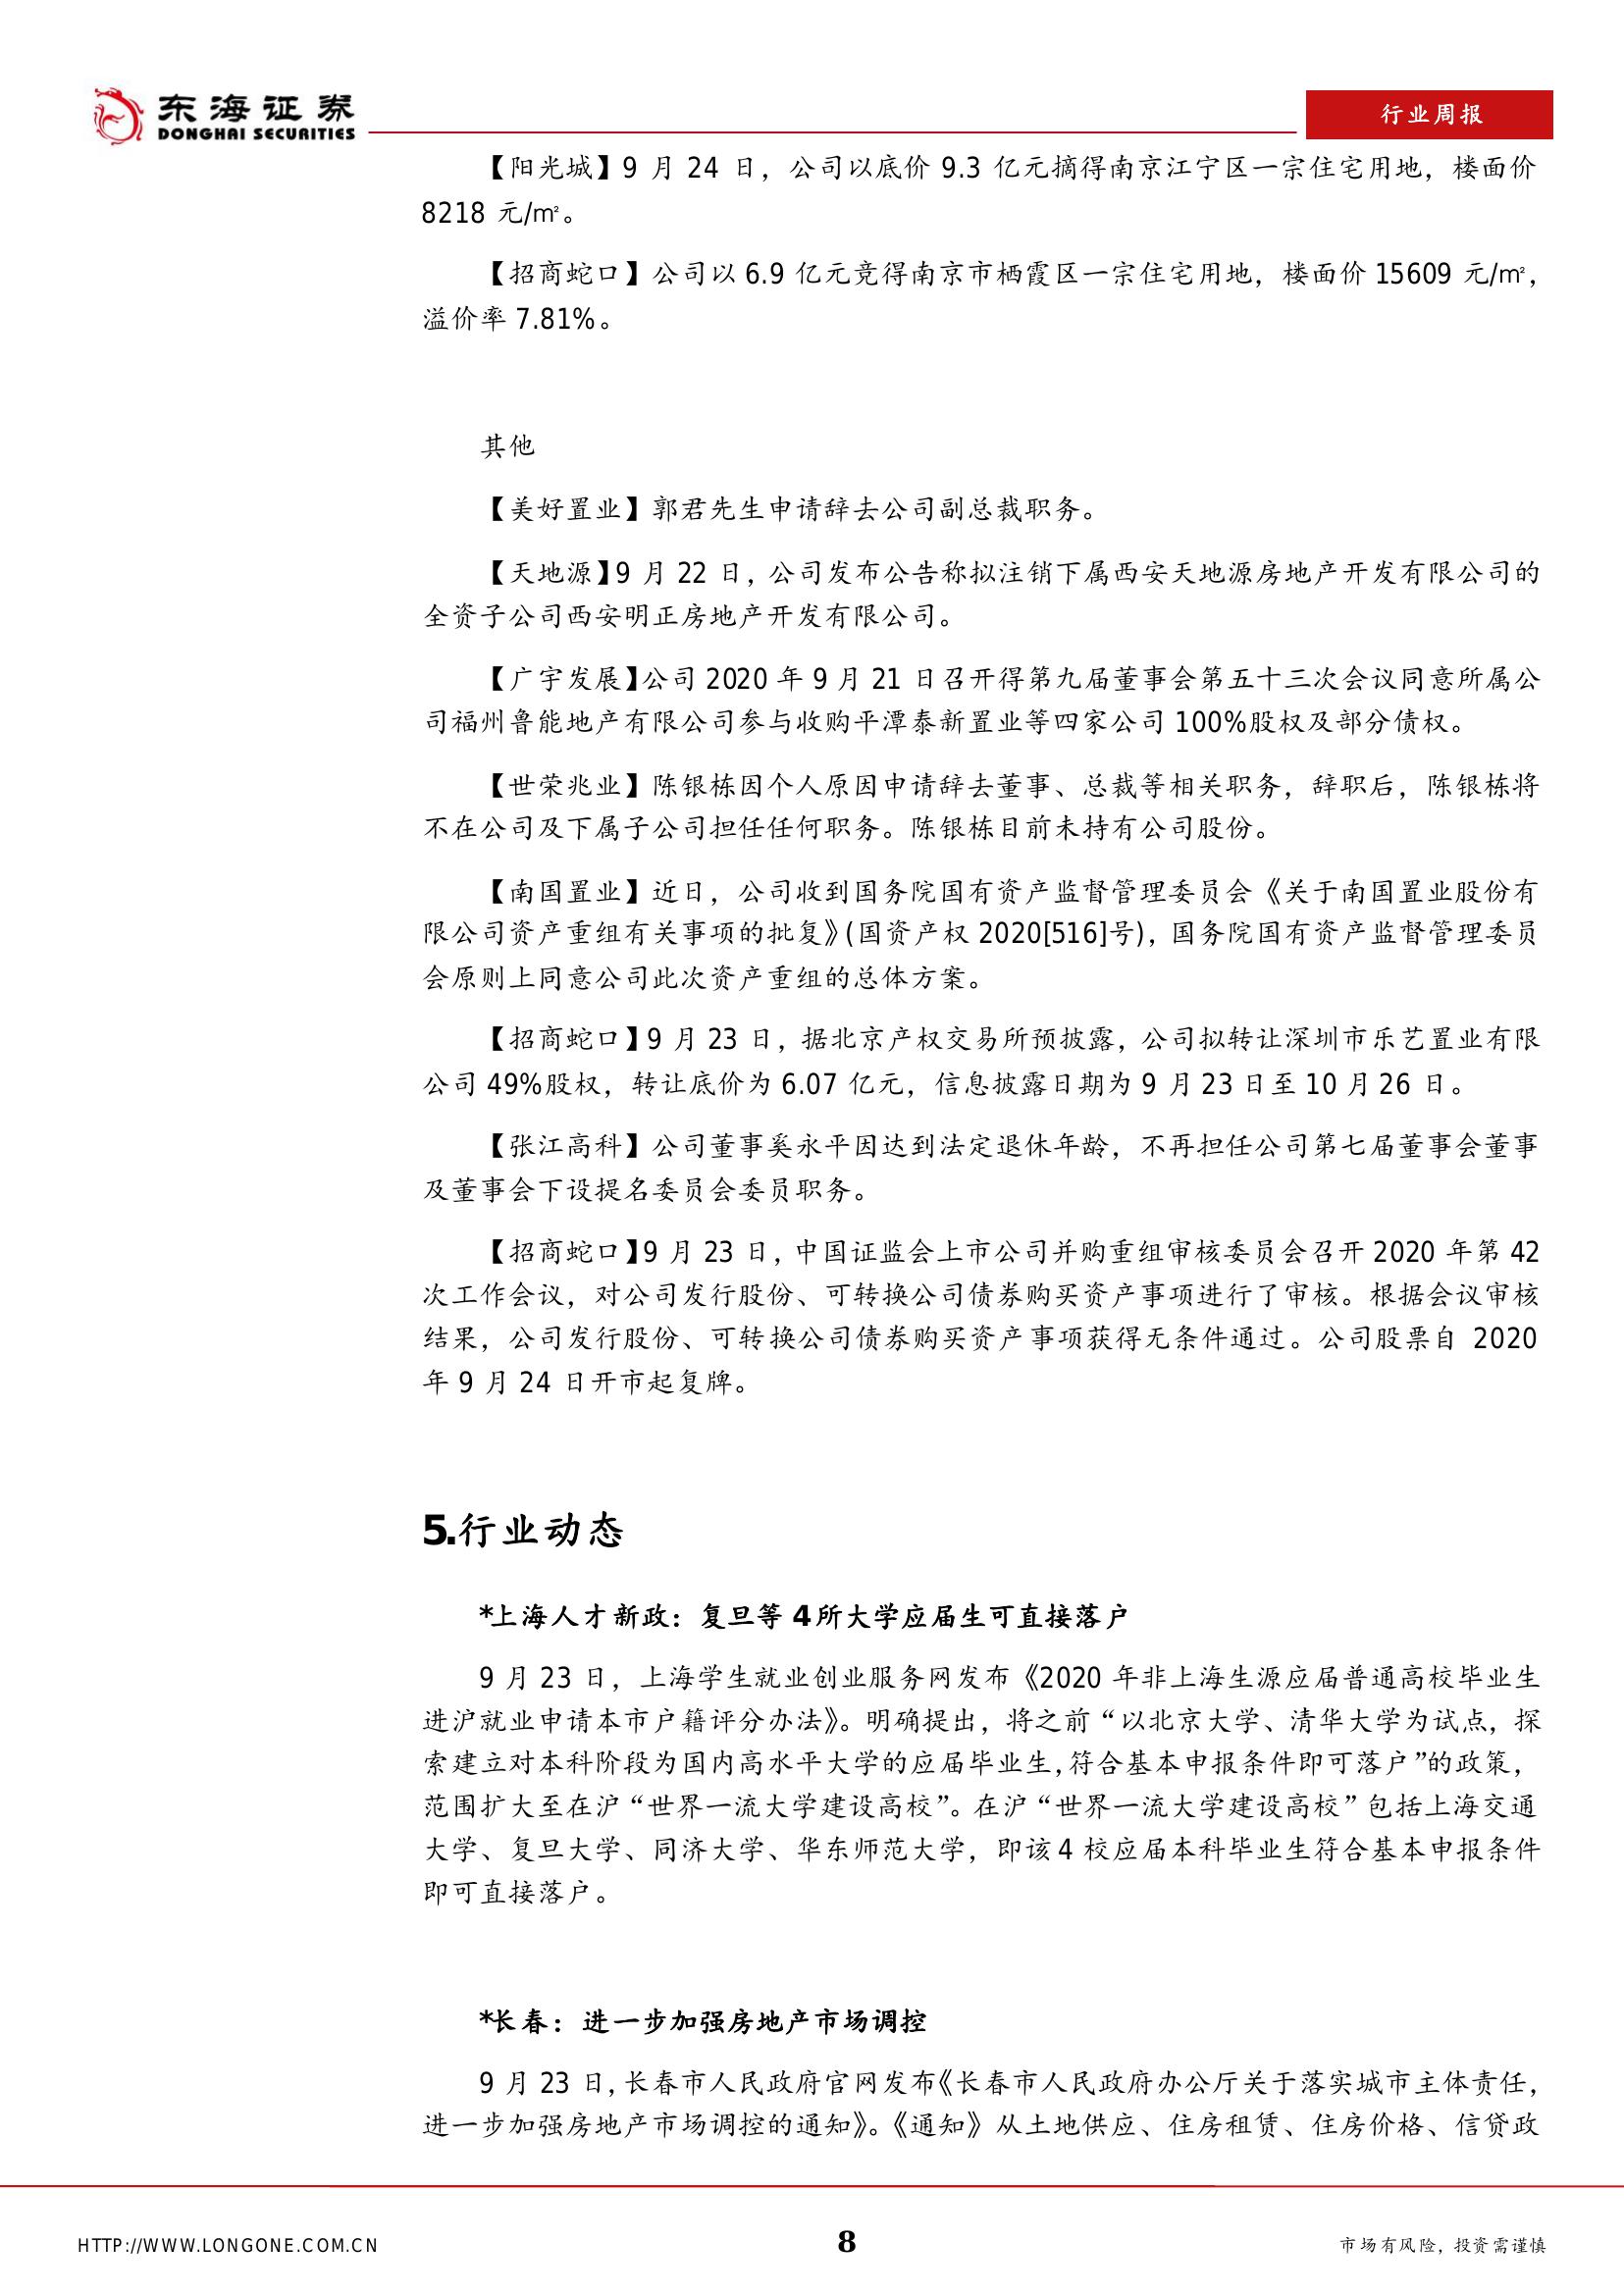 东海证券
DONGHAI SECURITIES
行业周报
【阳光城】9 月 24 日，公司以底价 9.3 亿元摘得南京江宁区一宗住宅用地，楼面价
8218 元/㎡。
【招商蛇口】公司以 6.9 亿元竞得南京市栖霞区一宗住宅用地，楼面价 15609 元/㎡，
溢价率 7.81%。
其他
【美好置业】郭君先生申请辞去公司副总裁职务。
【天地源】9 月 22 日，公司发布公告称拟注销下属西安天地源房地产开发有限公司的
全资子公司西安明正房地产开发有限公司。
【广宇发展】公司 2020 年 9 月 21 日召开得第九届董事会第五十三次会议同意所属公
司福州鲁能地产有限公司参与收购平潭泰新置业等四家公司 100%股权及部分债权。
【世荣兆业】陈银栋因个人原因申请辞去董事、总裁等相关职务，辞职后，陈银栋将
不在公司及下属子公司担任任何职务。陈银栋目前未持有公司股份。
【南国置业】近日，公司收到国务院国有资产监督管理委员会《关于南国置业股份有
限公司资产重组有关事项的批复》(国资产权 2020[516]号)，国务院国有资产监督管理委员
会原则上同意公司此次资产重组的总体方案。
【招商蛇口】9 月 23 日，据北京产权交易所预披露，公司拟转让深圳市乐艺置业有限
公司 49%股权，转让底价为 6.07 亿元，信息披露日期为 9 月 23 日至 10 月 26 日。
【张江高科】公司董事奚永平因达到法定退休年龄，不再担任公司第七届董事会董事
及董事会下设提名委员会委员职务。
【招商蛇口】9 月 23 日，中国证监会上市公司并购重组审核委员会召开 2020 年第 42
次工作会议，对公司发行股份、可转换公司债券购买资产事项进行了审核。根据会议审核
结果，公司发行股份、可转换公司债券购买资产事项获得无条件通过。公司股票自 2020
年 9 月 24 日开市起复牌。
5.行业动态
*上海人才新政：复旦等 4 所大学应届生可直接落户
9 月 23 日，上海学生就业创业服务网发布《2020 年非上海生源应届普通高校毕业生
进沪就业申请本市户籍评分办法》。明确提出，将之前“以北京大学、清华大学为试点，探
索建立对本科阶段为国内高水平大学的应届毕业生，符合基本申报条件即可落户”的政策，
范围扩大至在沪“世界一流大学建设高校”。在沪“世界一流大学建设高校”包括上海交通
大学、复旦大学、同济大学、华东师范大学，即该 4 校应届本科毕业生符合基本申报条件
即可直接落户。
*长春：进一步加强房地产市场调控
9 月 23 日，长春市人民政府官网发布《长春市人民政府办公厅关于落实城市主体责任，
进一步加强房地产市场调控的通知》。《通知》从土地供应、住房租赁、住房价格、信贷政
HTTP://WWW.LONGONE.COM.CN
8
市场有风险，投资需谨慎